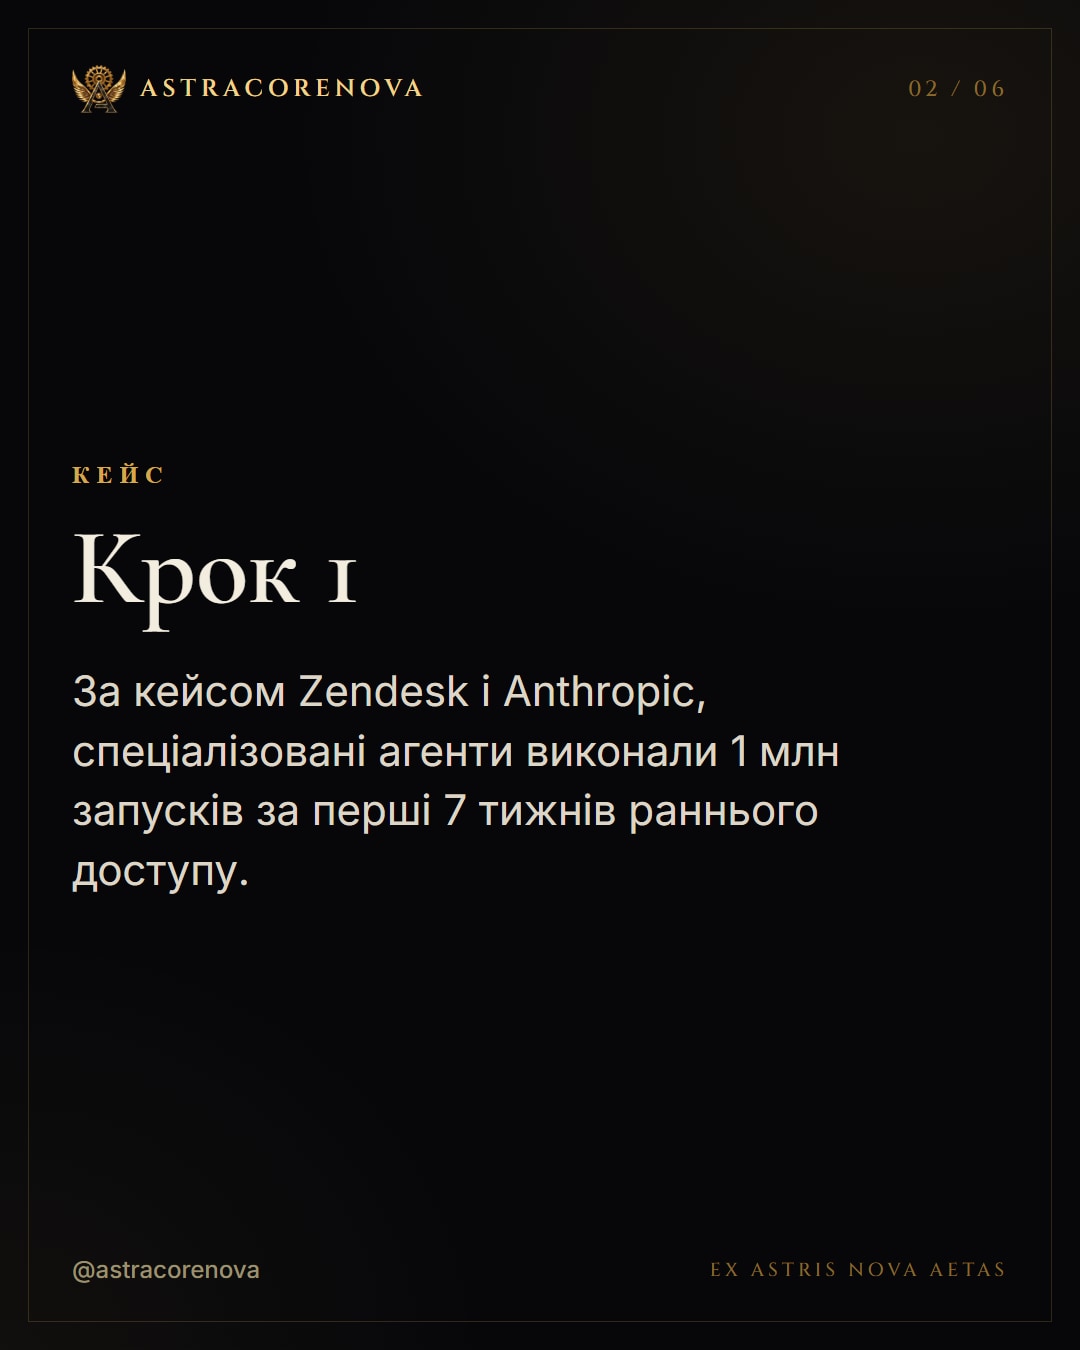 ASTRACORENOVA
02 / 06
КЕЙС
Крок 1
За кейсом Zendesk і Anthropic,
спеціалізовані агенти виконали 1 млн
запусків за перші 7 тижнів раннього
доступу.
@astracorenova
EX ASTRIS NOVA AETAS